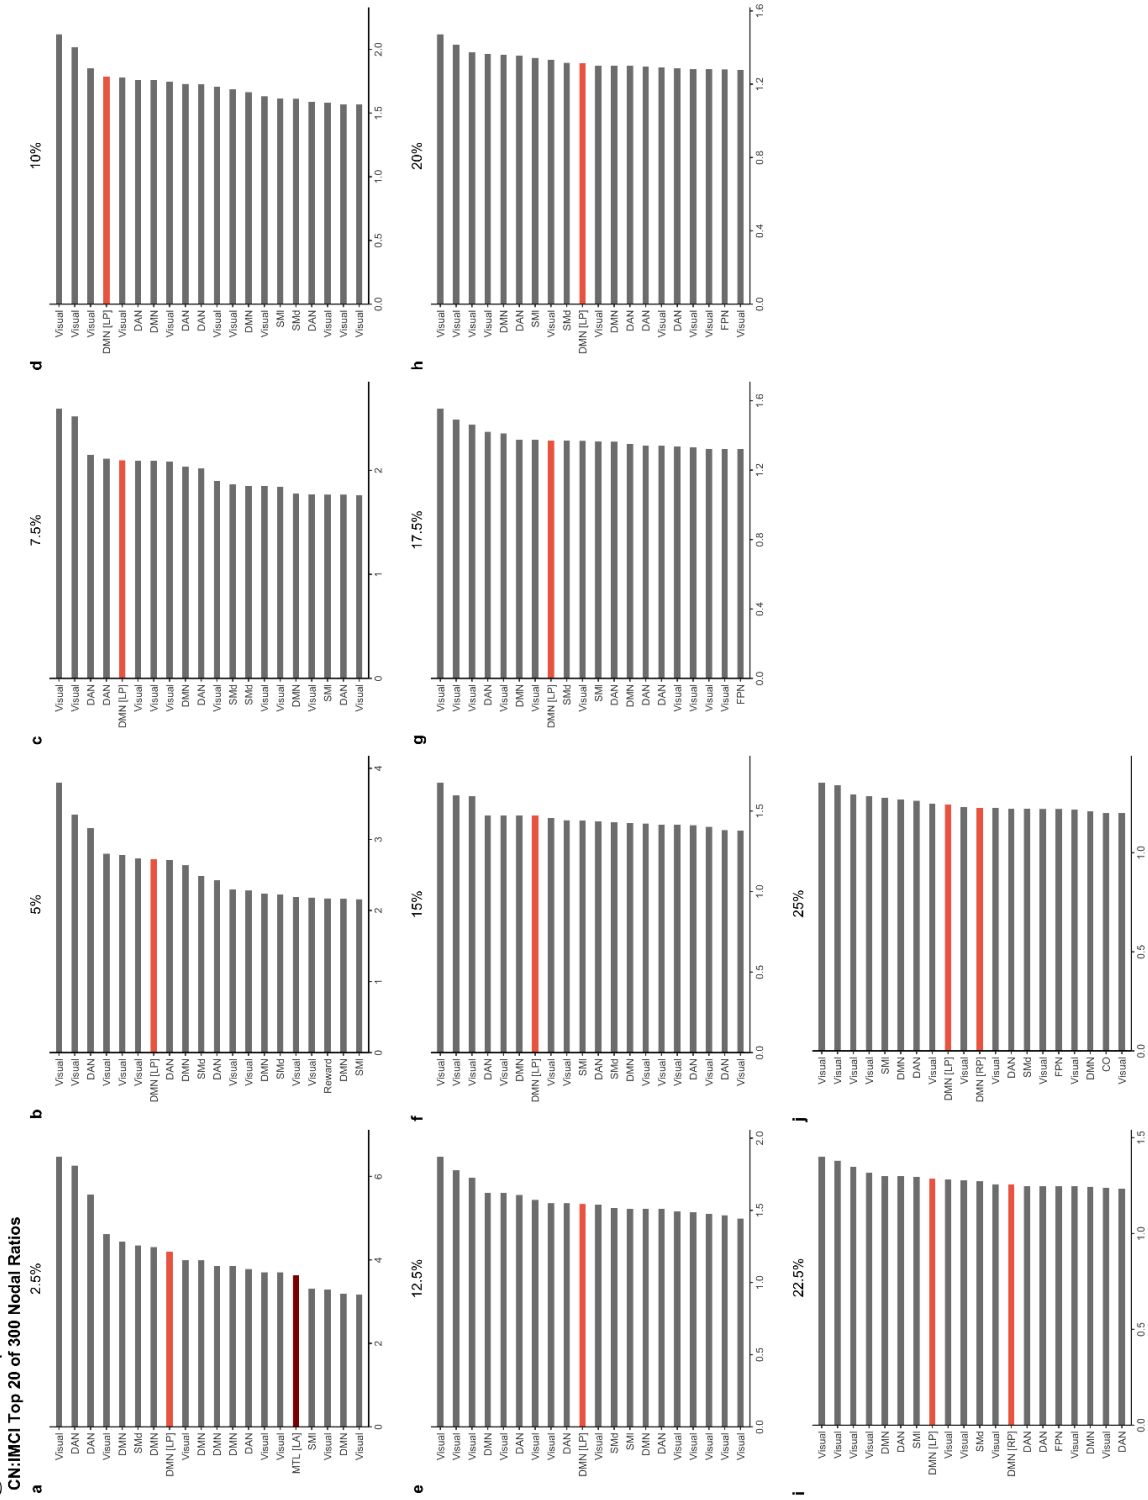 CN:lMCI Top 20 of 300 Nodal Ratios
a
2.5%
Visual
DAN
DAN
Visual
DMN
SMd
DMN
DMN [LP]
Visual
DMN
DMN
DMN
DAN
Visual
Visual
MTL [LA]
SMl
Visual
DMN
Visual
0 2 4 6
b
5%
Visual
Visual
DAN
Visual
Visual
Visual
DMN [LP]
DAN
DMN
SMd
DAN
Visual
Visual
DMN
SMd
Visual
Visual
Reward
DMN
SMl
0 1 2 3 4
c
7.5%
Visual
Visual
DAN
DAN
DMN [LP]
Visual
Visual
Visual
DMN
DAN
Visual
SMd
SMd
Visual
Visual
DMN
Visual
SMl
DAN
Visual
0 1 2
d
10%
Visual
Visual
Visual
DMN [LP]
Visual
DAN
DMN
Visual
DAN
DAN
Visual
Visual
DMN
Visual
SMl
SMd
DAN
Visual
Visual
Visual
0.0 0.5 1.0 1.5 2.0
e
12.5%
Visual
Visual
Visual
DMN
Visual
DAN
Visual
Visual
DAN
DMN [LP]
Visual
SMd
SMl
DMN
DAN
Visual
Visual
Visual
Visual
Visual
0.0 0.5 1.0 1.5 2.0
f
15%
Visual
Visual
Visual
DAN
Visual
DMN
DMN [LP]
Visual
Visual
SMl
DAN
SMd
DMN
Visual
Visual
Visual
DAN
Visual
DAN
Visual
0.0 0.5 1.0 1.5
g
17.5%
Visual
Visual
Visual
DAN
Visual
DMN
Visual
DMN [LP]
SMd
Visual
SMl
DAN
DMN
DAN
DAN
Visual
Visual
Visual
Visual
FPN
0.0 0.4 0.8 1.2 1.6
h
20%
Visual
Visual
Visual
Visual
DMN
DAN
SMl
Visual
SMd
DMN [LP]
Visual
DMN
DAN
DAN
Visual
DAN
Visual
Visual
FPN
Visual
0.0 0.4 0.8 1.2 1.6
i
22.5%
Visual
Visual
Visual
Visual
DMN
DAN
SMl
DMN [LP]
Visual
Visual
SMd
Visual
DMN [RP]
DAN
DAN
FPN
Visual
DMN
Visual
DAN
0.0 0.5 1.0 1.5
j
25%
Visual
Visual
Visual
Visual
SMl
DMN
DAN
Visual
DMN [LP]
Visual
DMN [RP]
Visual
DAN
SMd
Visual
FPN
Visual
DMN
CO
Visual
0.0 0.5 1.0